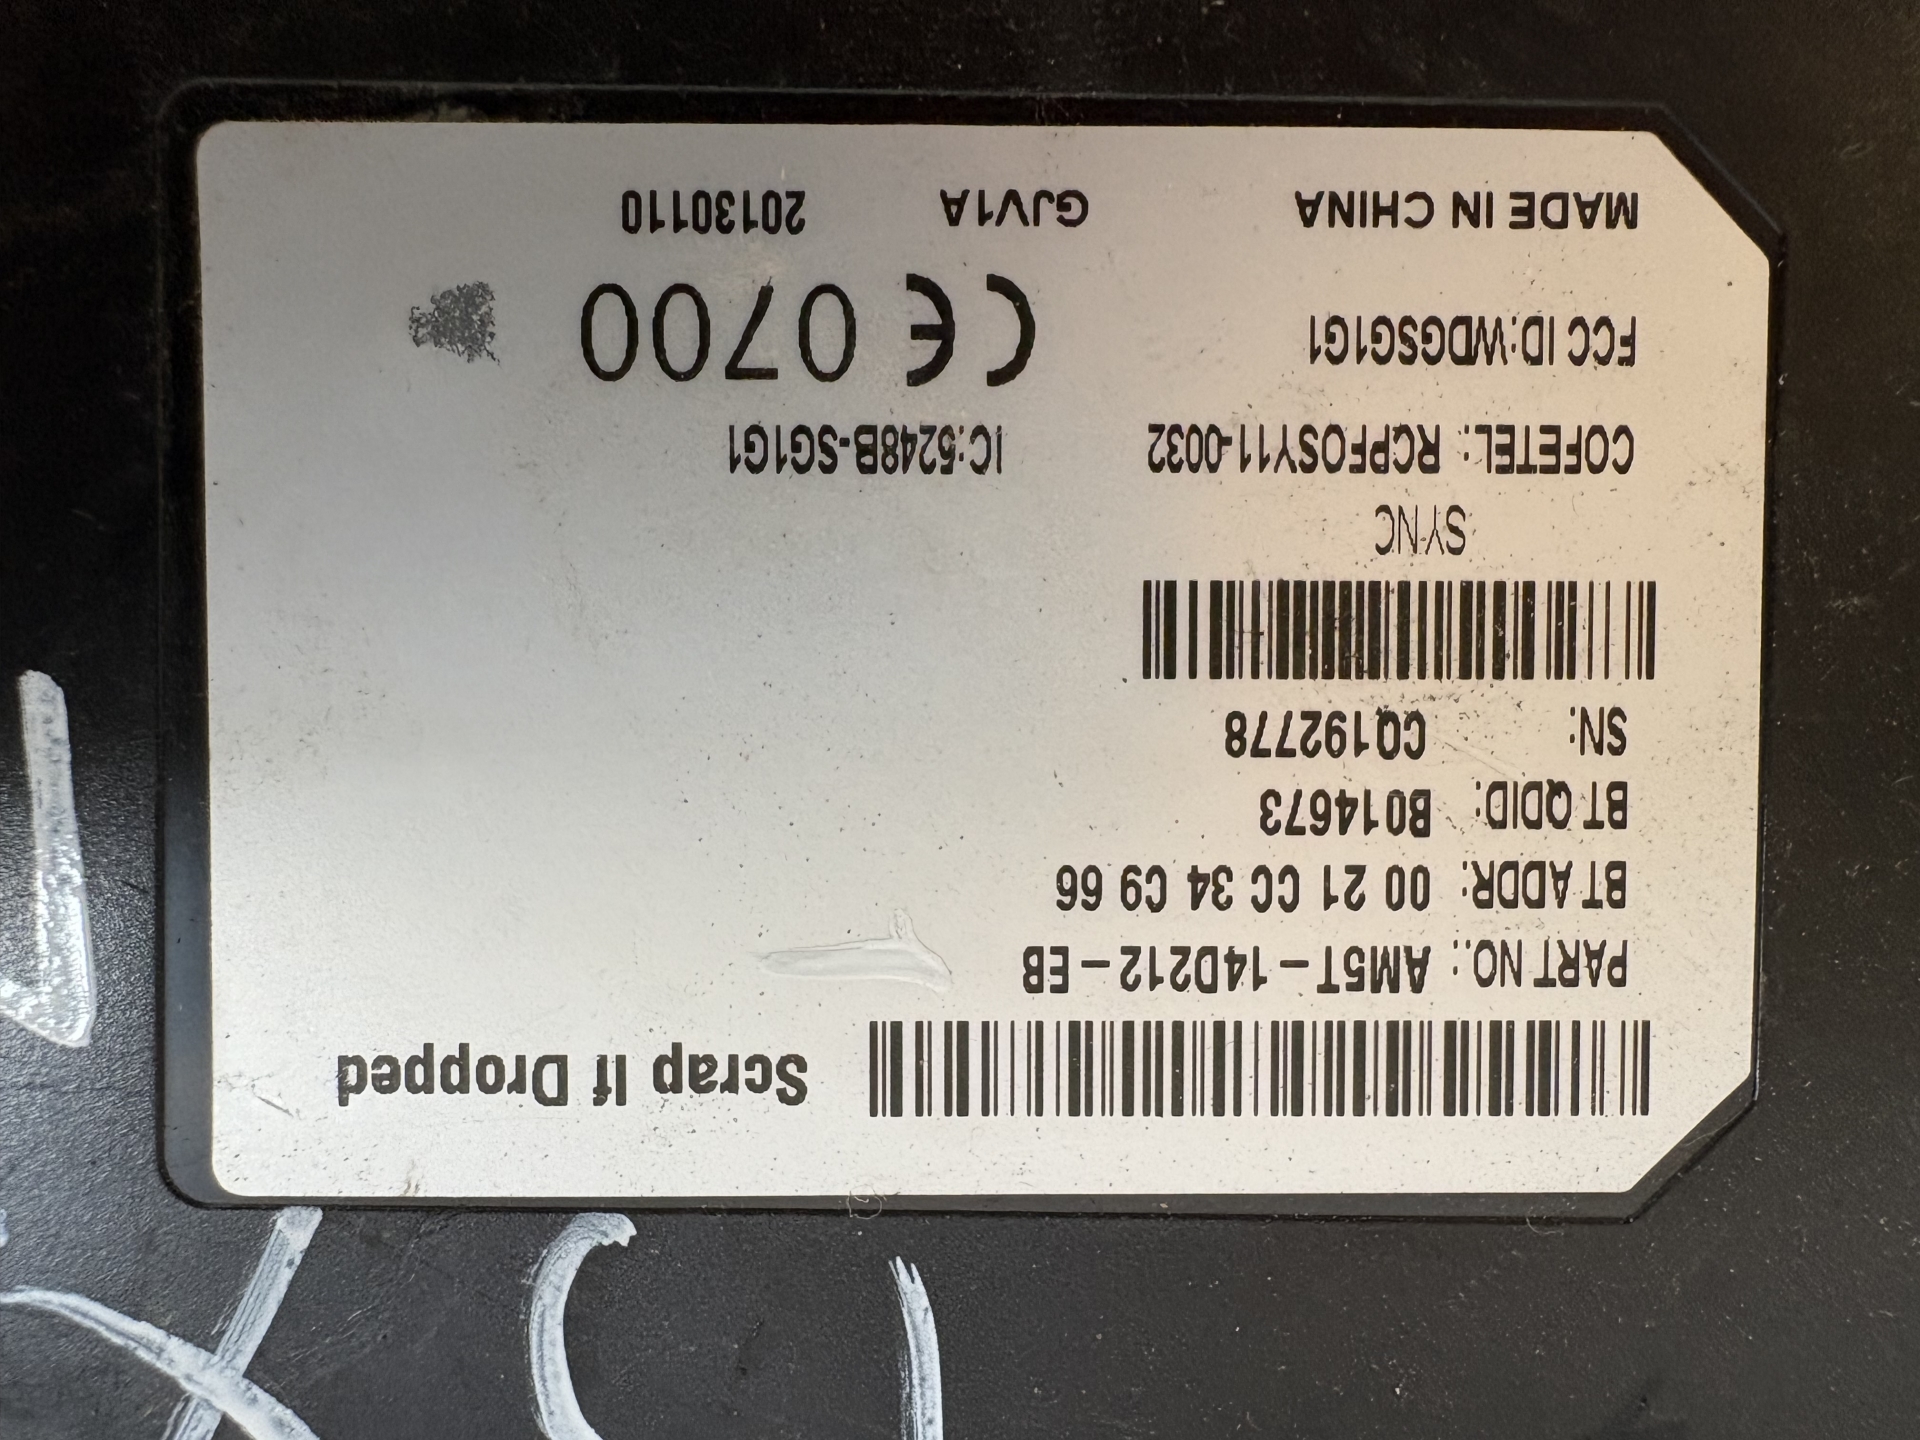 Scrap If Dropped
PART NO.: AM5T-14D212-EB
BT ADDR: 00 21 CC 34 C9 66
BT QDID: B014673
SN: CQ192778
SYNC
COFETEL: RCPFOSY11-0032 IC:5248B-SG1G1
FCC ID:WDGSG1G1 CE 0700
MADE IN CHINA GJV1A 20130110